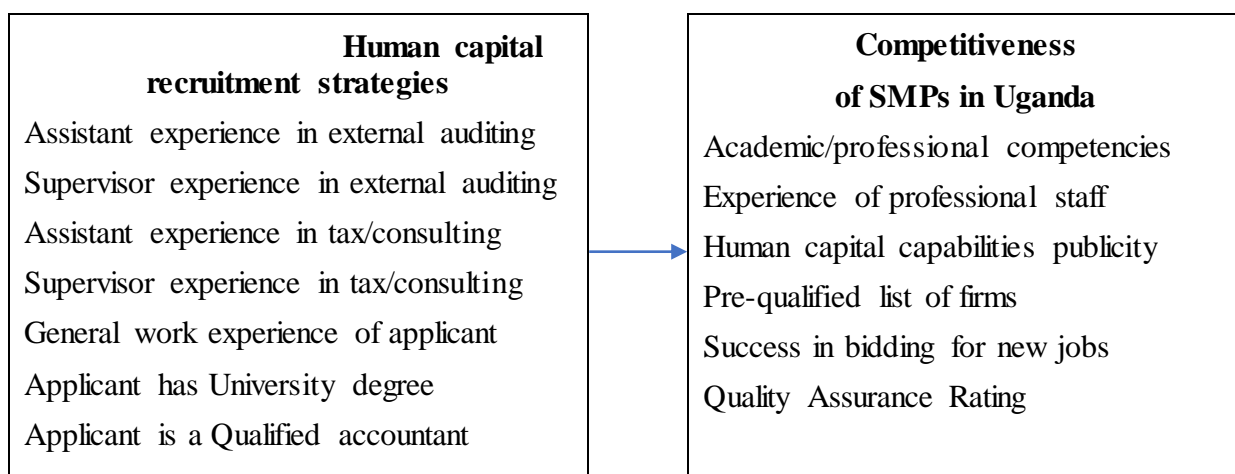 Human capital
recruitment strategies
Assistant experience in external auditing
Supervisor experience in external auditing
Assistant experience in tax/consulting
Supervisor experience in tax/consulting
General work experience of applicant
Applicant has University degree
Applicant is a Qualified accountant
Competitiveness
of SMPs in Uganda
Academic/professional competencies
Experience of professional staff
Human capital capabilities publicity
Pre-qualified list of firms
Success in bidding for new jobs
Quality Assurance Rating